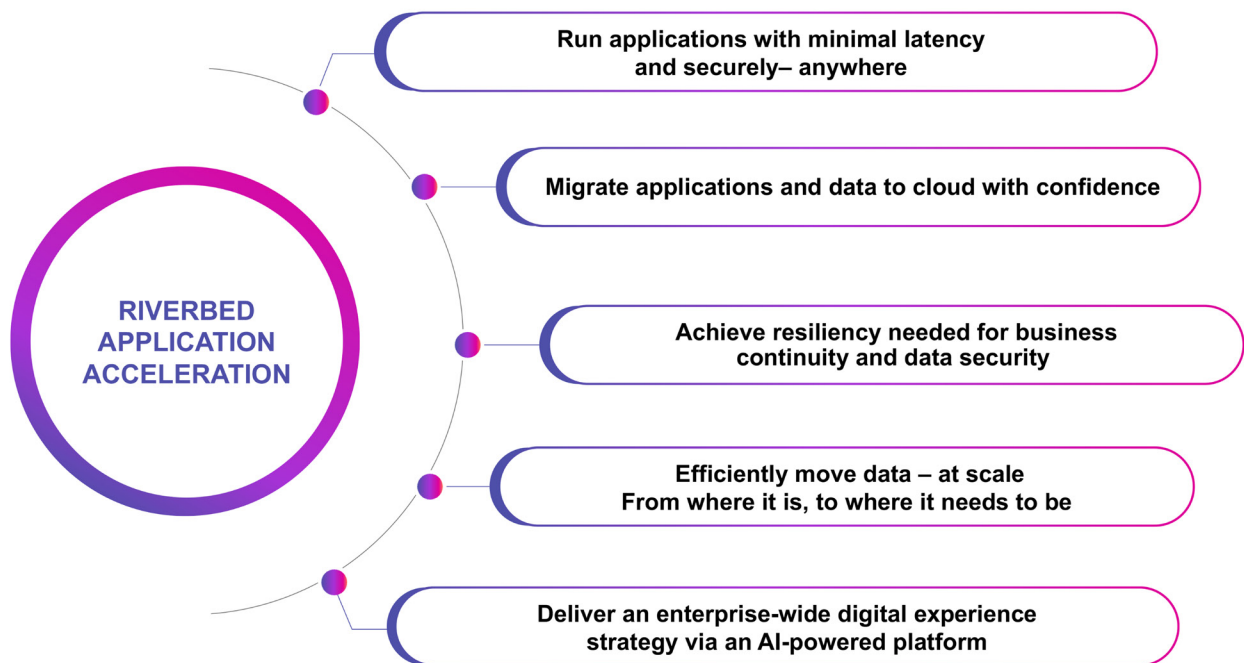 RIVERBED
APPLICATION
ACCELERATION
Run applications with minimal latency
and securely– anywhere
Migrate applications and data to cloud with confidence
Achieve resiliency needed for business
continuity and data security
Efficiently move data – at scale
From where it is, to where it needs to be
Deliver an enterprise-wide digital experience
strategy via an AI-powered platform